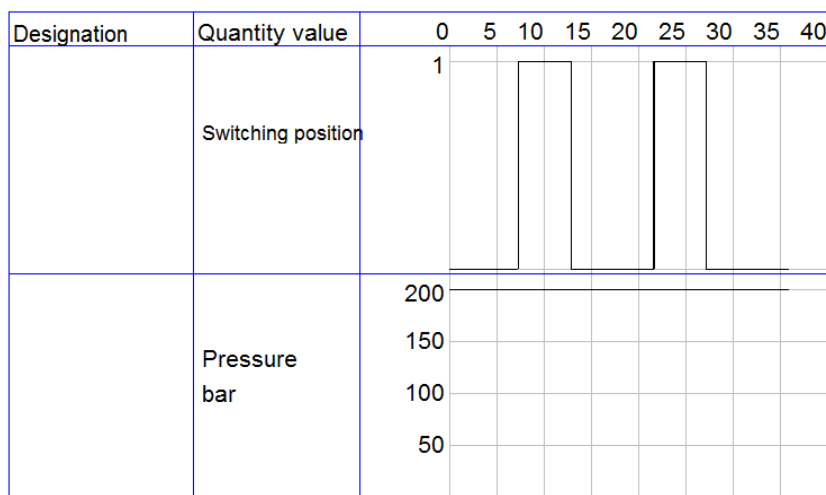 Designation Quantity value 0 5 10 15 20 25 30 35 40
1
Switching position
200
150
Pressure
bar
100
50